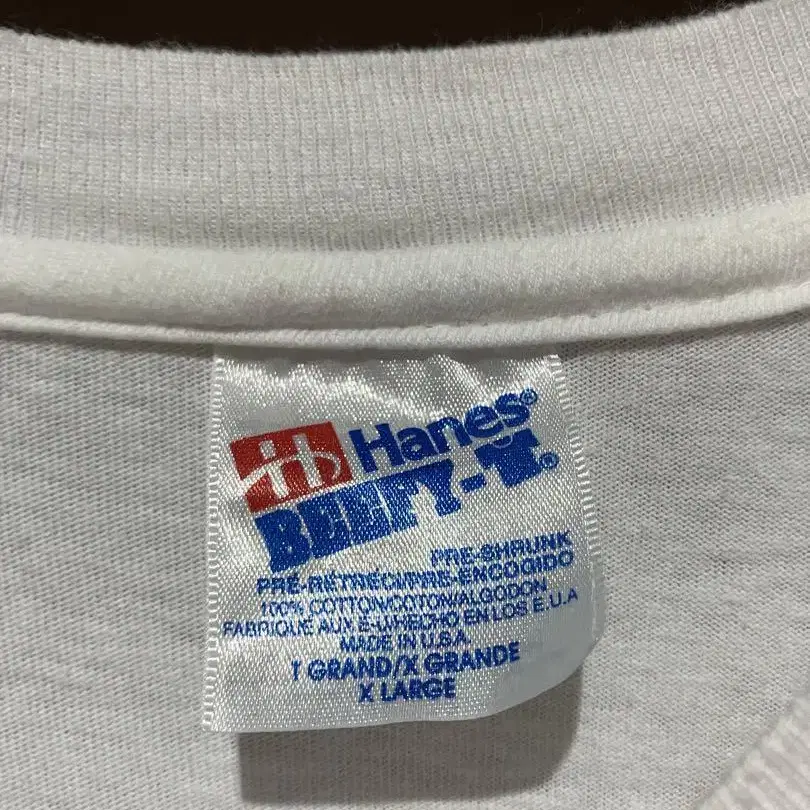 Hanes®
BEEFY-T®
PRE-SHRUNK
PRÉ-RÉTRÉCI/PRE-ENCOGIDO
100% COTTON/COTON/ALGODON
FABRIQUÉ AUX É-U/HECHO EN LOS E.U.A
MADE IN U.S.A.
T GRAND/X GRANDE
X LARGE